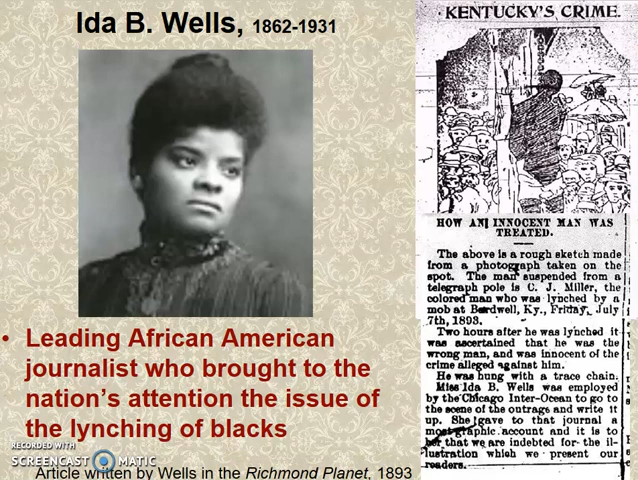 Ida B. Wells, 1862-1931
• Leading African American
journalist who brought to the
nation's attention the issue of
the lynching of blacks
RECORDED WITH
SCREENCAST MATIC
Article written by Wells in the Richmond Planet, 1893
KENTUCKY'S CRIME.
HOW AN INNOCENT MAN WAS
TREATED.
The above is a rough sketch made
from a photograph taken on the
spot. The man suspended from a
telegraph pole is C. J. Miller, the
colored man who was lynched by a
mob at Bardwell, Ky., Friday, July
7th, 1893.
Two hours after he was lynched it
was ascertained that he was the
wrong man, and was innocent of the
crime alleged against him.
He was hung with a trace chain.
Miss Ida B. Wells was employed
by the Chicago Inter-Ocean to go to
the scene of the outrage and write it
up. She gave to that journal a
most graphic account and it is to
her that we are indebted for the il-
lustration which we present our
readers.